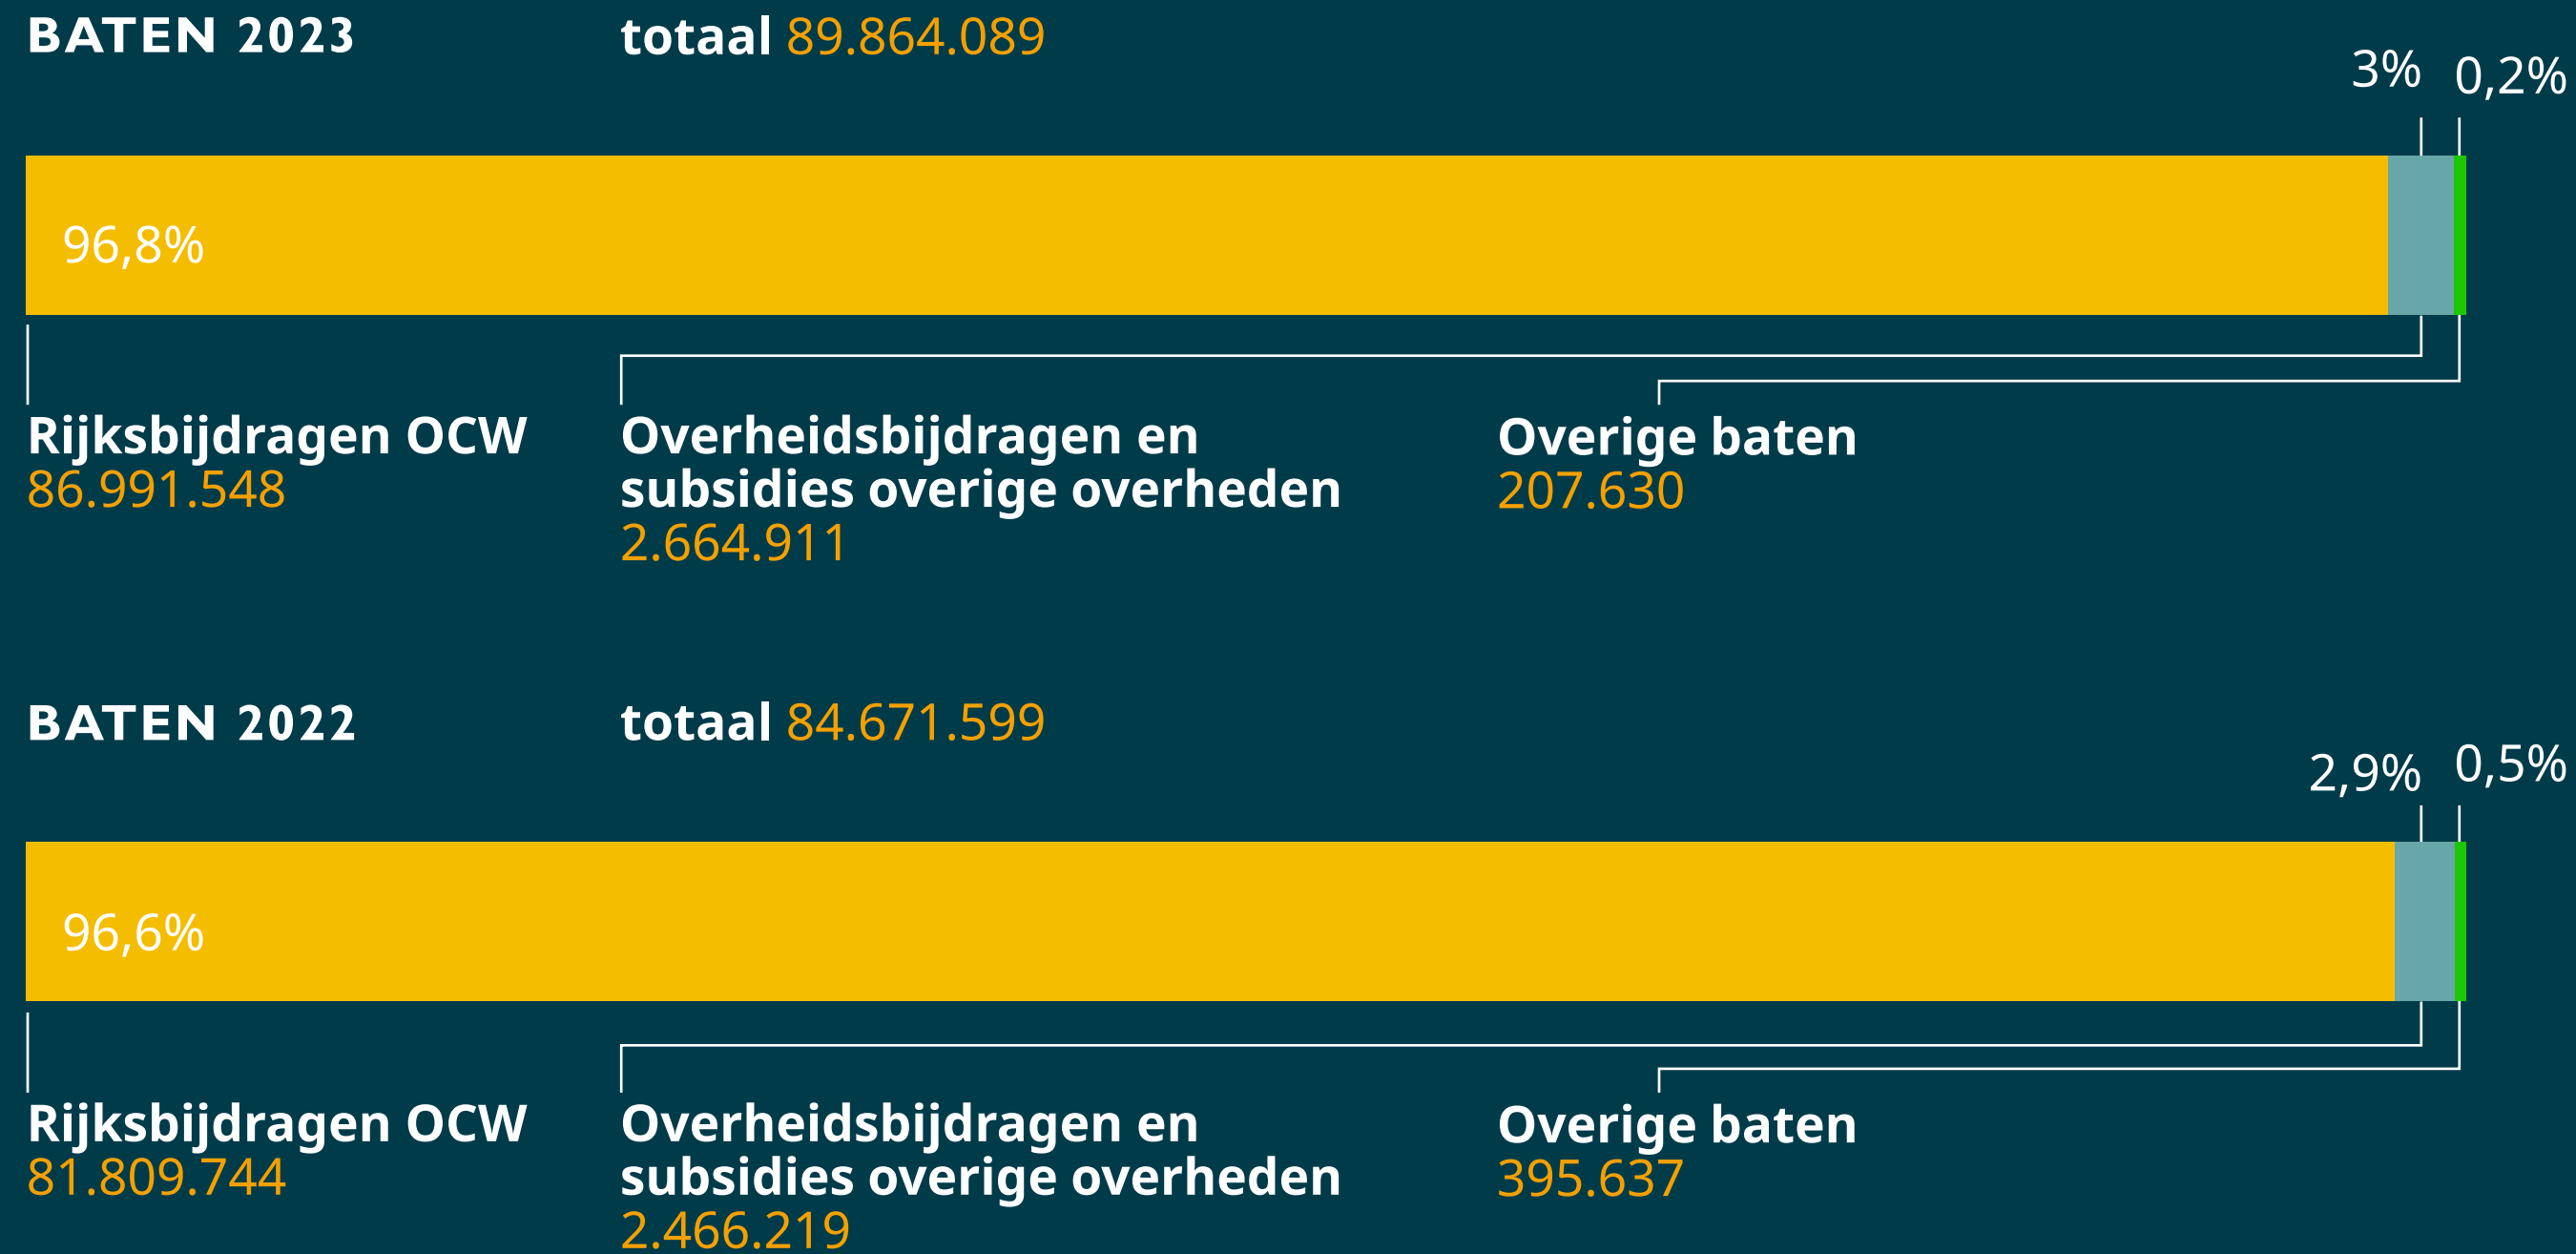 BATEN 2023
totaal 89.864.089
3%
0,2%
96,8%
Rijksbijdragen OCW
86.991.548
Overheidsbijdragen en
subsidies overige overheden
2.664.911
Overige baten
207.630
BATEN 2022
totaal 84.671.599
2,9%
0,5%
96,6%
Rijksbijdragen OCW
81.809.744
Overheidsbijdragen en
subsidies overige overheden
2.466.219
Overige baten
395.637